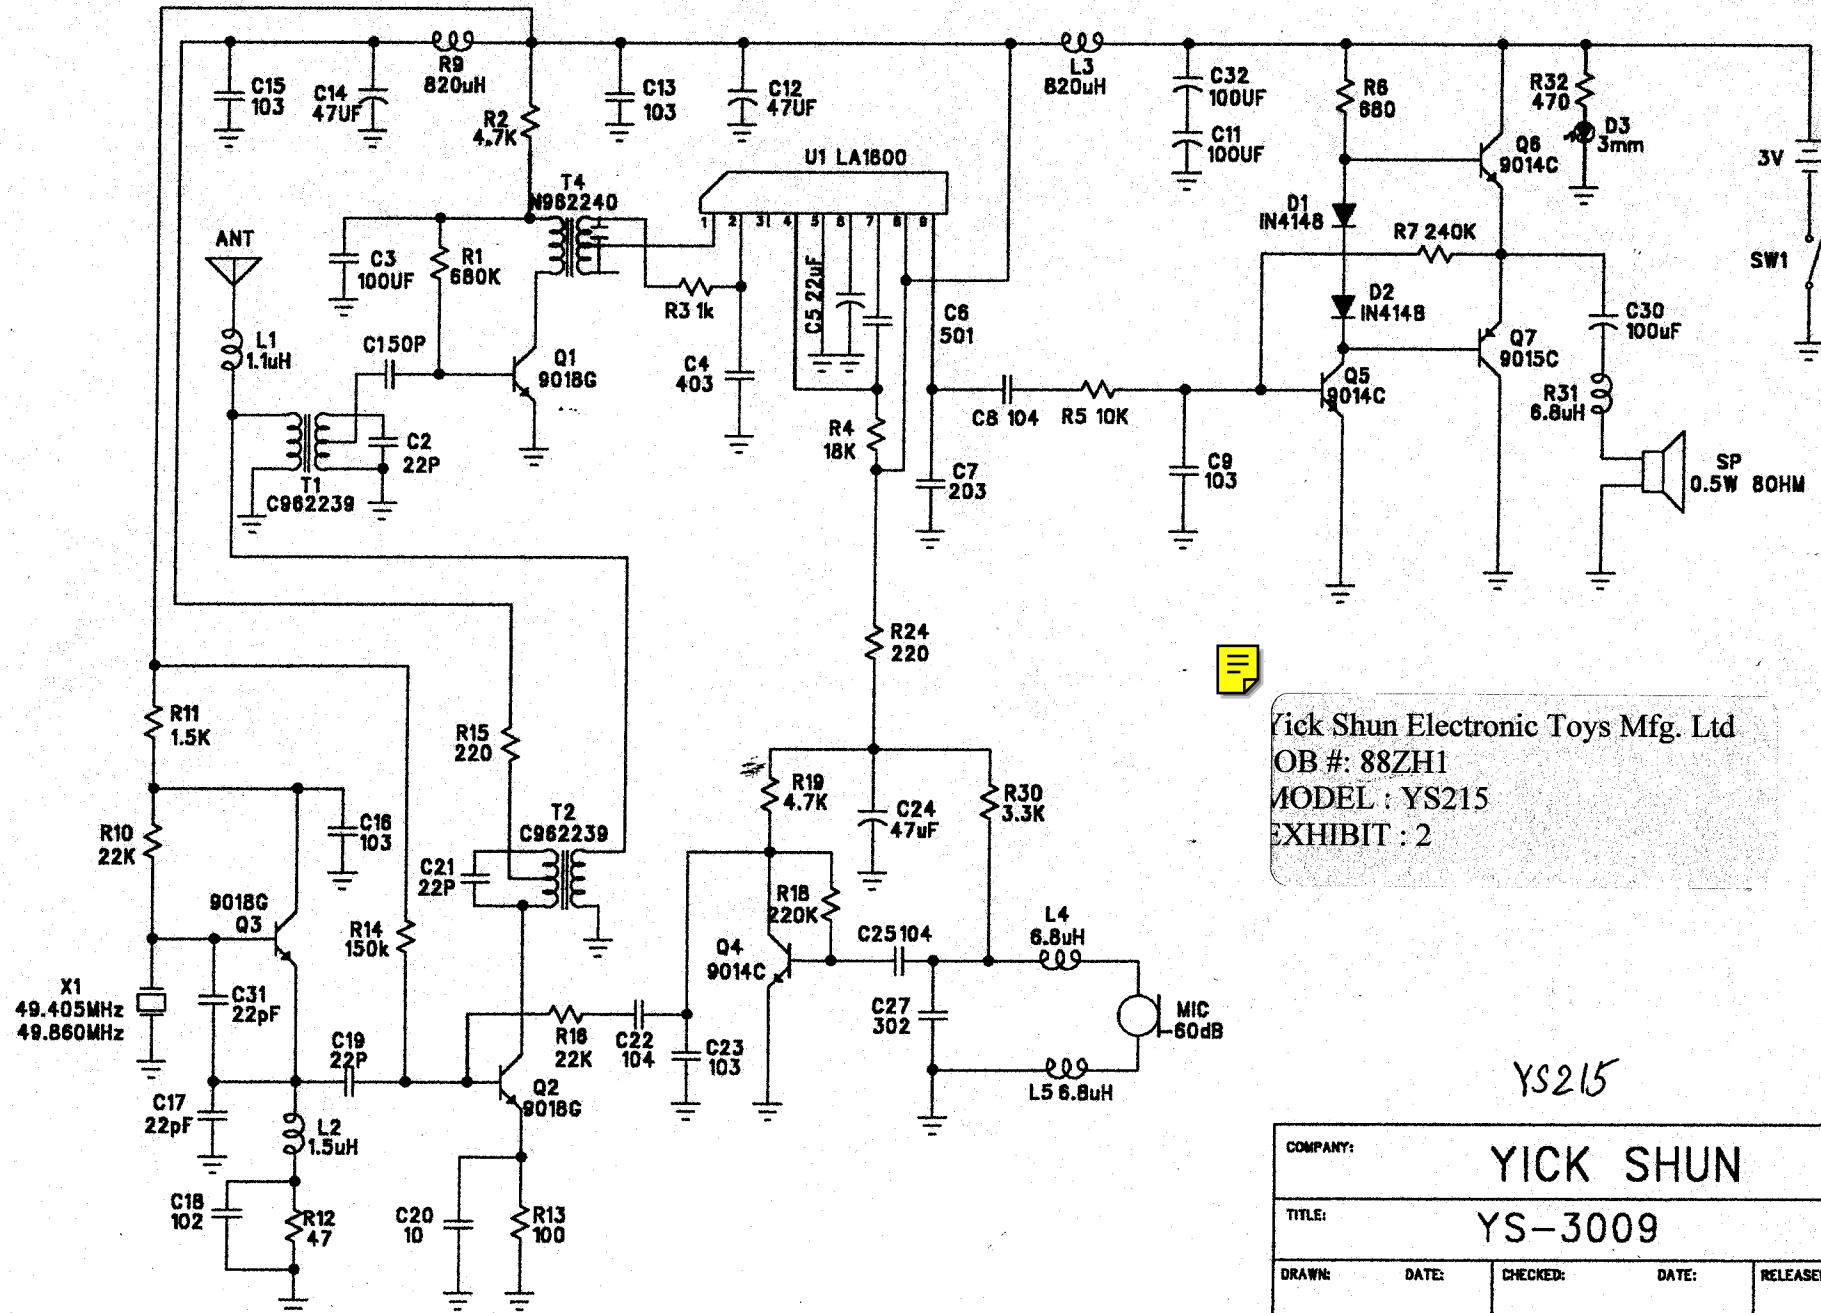 C15
103
C14
47UF
R9
820uH
R2
4.7K
C13
103
C12
47UF
L3
820uH
C32
100UF
C11
100UF
R6
680
R32
470
D3
3mm
Q6
9014C
3V
SW1
U1 LA1600
1 2 3 4 5 6 7 8 9
T4
N962240
ANT
C3
100UF
R1
680K
R3 1k
C5 22uF
C6
501
D1
IN4148
R7 240K
D2
IN4148
C30
100uF
L1
1.1uH
C150P
Q1
9018G
C4
403
Q7
9015C
Q5
9014C
R31
6.8uH
C8 104
R5 10K
R4
18K
C2
22P
T1
C962239
C7
203
C9
103
SP
0.5W 8OHM
R24
220
R11
1.5K
R15
220
Yick Shun Electronic Toys Mfg. Ltd
OB #: 88ZH1
MODEL : YS215
EXHIBIT : 2
R19
4.7K
C24
47uF
R30
3.3K
R10
22K
C16
103
T2
C962239
C21
22P
9018G
Q3
R14
150k
R18
220K
Q4
9014C
C25104
L4
6.8uH
X1
49.405MHz
49.860MHz
C31
22pF
C19
22P
R16
22K
C22
104
C23
103
C27
302
MIC
-60dB
L5 6.8uH
C17
22pF
L2
1.5uH
Q2
9018G
C18
102
R12
47
C20
10
R13
100
YS215
COMPANY:
YICK SHUN
TITLE:
YS-3009
DRAWN: DATE: CHECKED: DATE: RELEASE